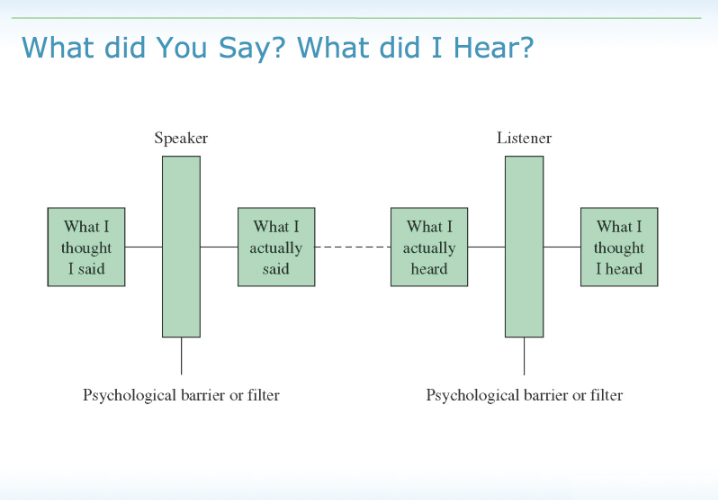 What did You Say? What did I Hear?
Speaker
Listener
What I
thought
I said
What I
actually
said
What I
actually
heard
What I
thought
I heard
Psychological barrier or filter
Psychological barrier or filter